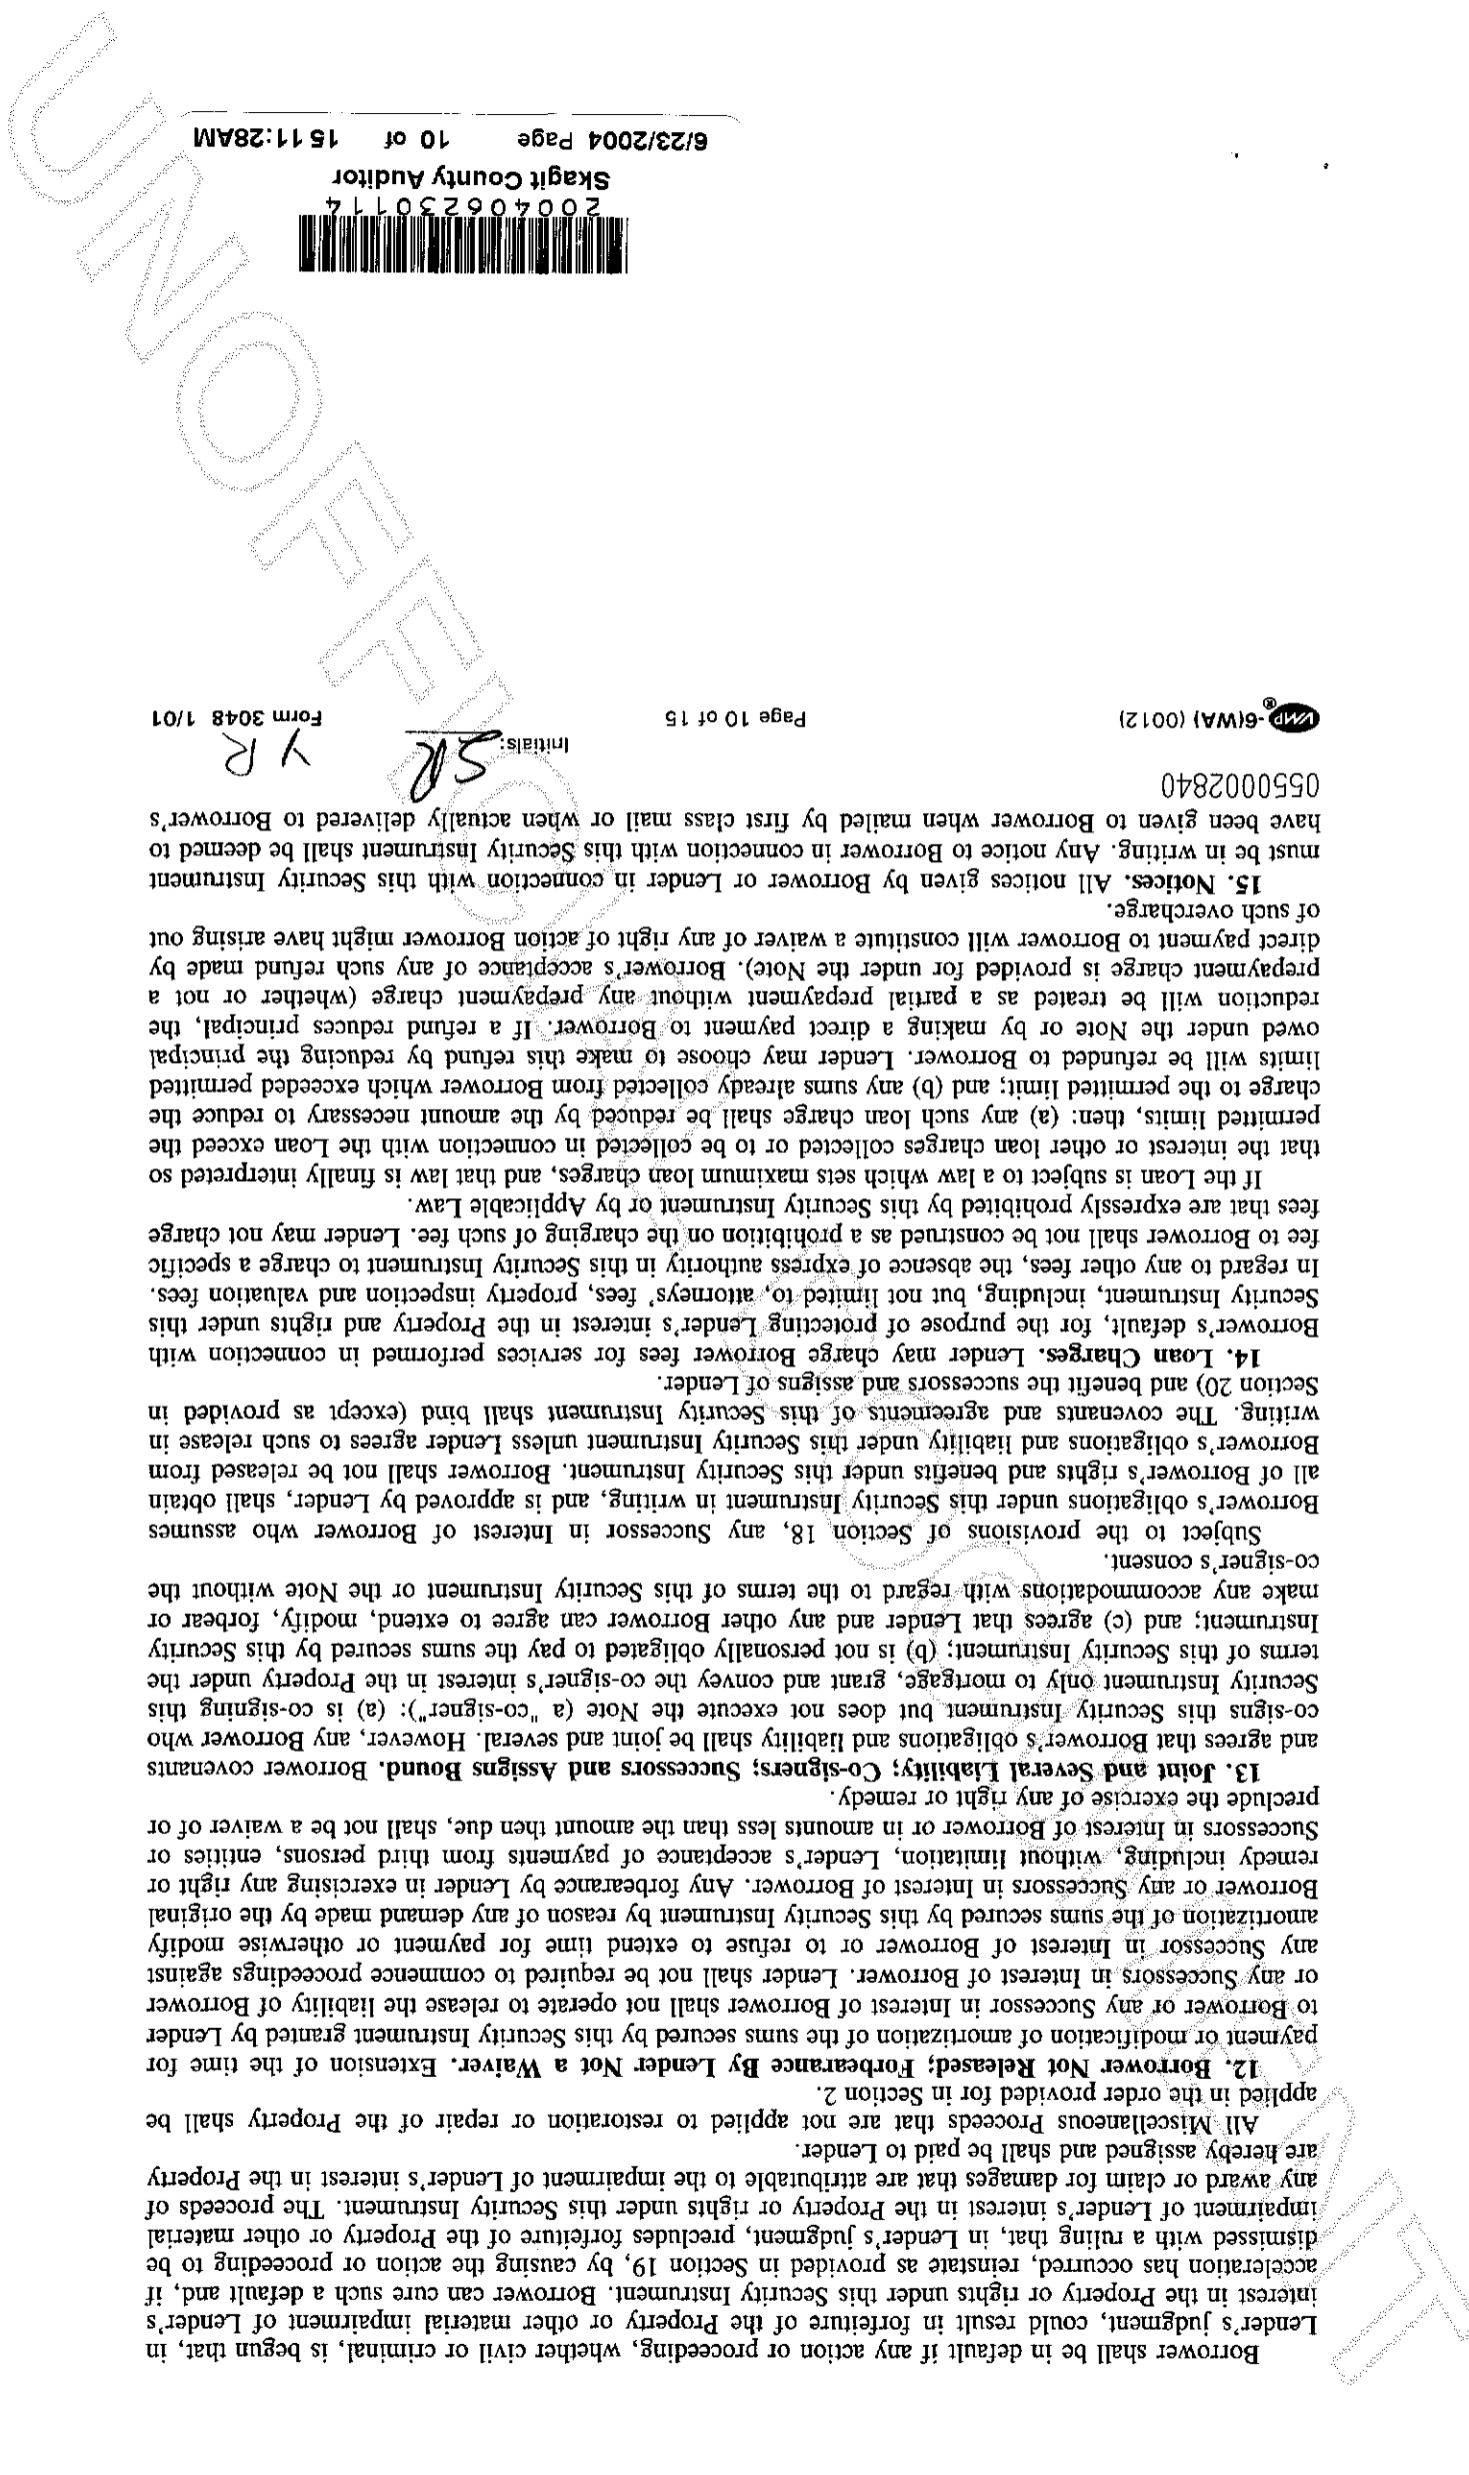 Borrower shall be in default if any action or proceeding, whether civil or criminal, is begun that, in
Lender's judgment, could result in forfeiture of the Property or other material impairment of Lender's
interest in the Property or rights under this Security Instrument. Borrower can cure such a default and, if
acceleration has occurred, reinstate as provided in Section 19, by causing the action or proceeding to be
dismissed with a ruling that, in Lender's judgment, precludes forfeiture of the Property or other material
impairment of Lender's interest in the Property or rights under this Security Instrument. The proceeds of
any award or claim for damages that are attributable to the impairment of Lender's interest in the Property
are hereby assigned and shall be paid to Lender.
All Miscellaneous Proceeds that are not applied to restoration or repair of the Property shall be
applied in the order provided for in Section 2.
12. Borrower Not Released; Forbearance By Lender Not a Waiver. Extension of the time for
payment or modification of amortization of the sums secured by this Security Instrument granted by Lender
to Borrower or any Successor in Interest of Borrower shall not operate to release the liability of Borrower
or any Successors in Interest of Borrower. Lender shall not be required to commence proceedings against
any Successor in Interest of Borrower or to refuse to extend time for payment or otherwise modify
amortization of the sums secured by this Security Instrument by reason of any demand made by the original
Borrower or any Successors in Interest of Borrower. Any forbearance by Lender in exercising any right or
remedy including, without limitation, Lender's acceptance of payments from third persons, entities or
Successors in Interest of Borrower or in amounts less than the amount then due, shall not be a waiver of or
preclude the exercise of any right or remedy.
13. Joint and Several Liability; Co-signers; Successors and Assigns Bound. Borrower covenants
and agrees that Borrower's obligations and liability shall be joint and several. However, any Borrower who
co-signs this Security Instrument but does not execute the Note (a "co-signer"): (a) is co-signing this
Security Instrument only to mortgage, grant and convey the co-signer's interest in the Property under the
terms of this Security Instrument; (b) is not personally obligated to pay the sums secured by this Security
Instrument; and (c) agrees that Lender and any other Borrower can agree to extend, modify, forbear or
make any accommodations with regard to the terms of this Security Instrument or the Note without the
co-signer's consent.
Subject to the provisions of Section 18, any Successor in Interest of Borrower who assumes
Borrower's obligations under this Security Instrument in writing, and is approved by Lender, shall obtain
all of Borrower's rights and benefits under this Security Instrument. Borrower shall not be released from
Borrower's obligations and liability under this Security Instrument unless Lender agrees to such release in
writing. The covenants and agreements of this Security Instrument shall bind (except as provided in
Section 20) and benefit the successors and assigns of Lender.
14. Loan Charges. Lender may charge Borrower fees for services performed in connection with
Borrower's default, for the purpose of protecting Lender's interest in the Property and rights under this
Security Instrument, including, but not limited to, attorneys' fees, property inspection and valuation fees.
In regard to any other fees, the absence of express authority in this Security Instrument to charge a specific
fee to Borrower shall not be construed as a prohibition on the charging of such fee. Lender may not charge
fees that are expressly prohibited by this Security Instrument or by Applicable Law.
If the Loan is subject to a law which sets maximum loan charges, and that law is finally interpreted so
that the interest or other loan charges collected or to be collected in connection with the Loan exceed the
permitted limits, then: (a) any such loan charge shall be reduced by the amount necessary to reduce the
charge to the permitted limit; and (b) any sums already collected from Borrower which exceeded permitted
limits will be refunded to Borrower. Lender may choose to make this refund by reducing the principal
owed under the Note or by making a direct payment to Borrower. If a refund reduces principal, the
reduction will be treated as a partial prepayment without any prepayment charge (whether or not a
prepayment charge is provided for under the Note). Borrower's acceptance of any such refund made by
direct payment to Borrower will constitute a waiver of any right of action Borrower might have arising out
of such overcharge.
15. Notices. All notices given by Borrower or Lender in connection with this Security Instrument
must be in writing. Any notice to Borrower in connection with this Security Instrument shall be deemed to
have been given to Borrower when mailed by first class mail or when actually delivered to Borrower's
0550002840
Initials: SR YR
VMP®-6(WA) (0012) Page 10 of 15 Form 3048 1/01
200406230114
Skagit County Auditor
6/23/2004 Page 10 of 15 11:28AM
UNOFFICIAL DOCUMENT